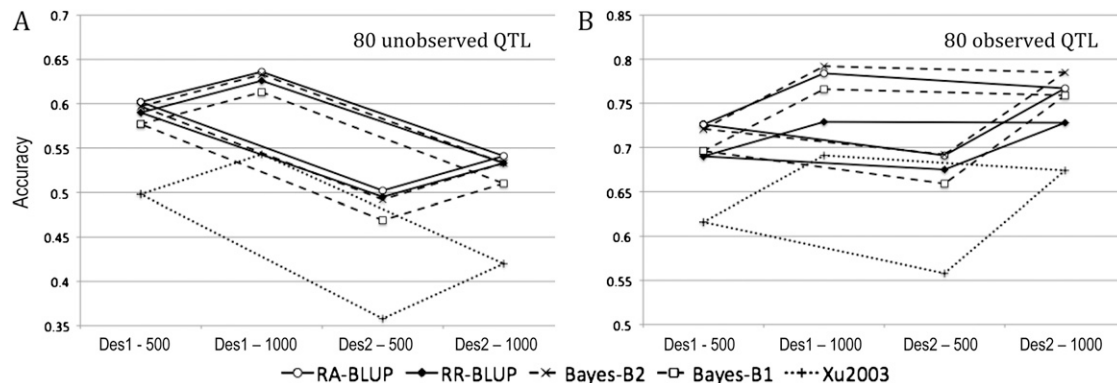 A
80 unobserved QTL
Accuracy
0.7
0.65
0.6
0.55
0.5
0.45
0.4
0.35
Des1 - 500
Des1 – 1000
Des2 – 500
Des2 – 1000
B
80 observed QTL
0.85
0.8
0.75
0.7
0.65
0.6
0.55
0.5
Des1 - 500
Des1 – 1000
Des2 – 500
Des2 – 1000
RA-BLUP RR-BLUP Bayes-B2 Bayes-B1 Xu2003